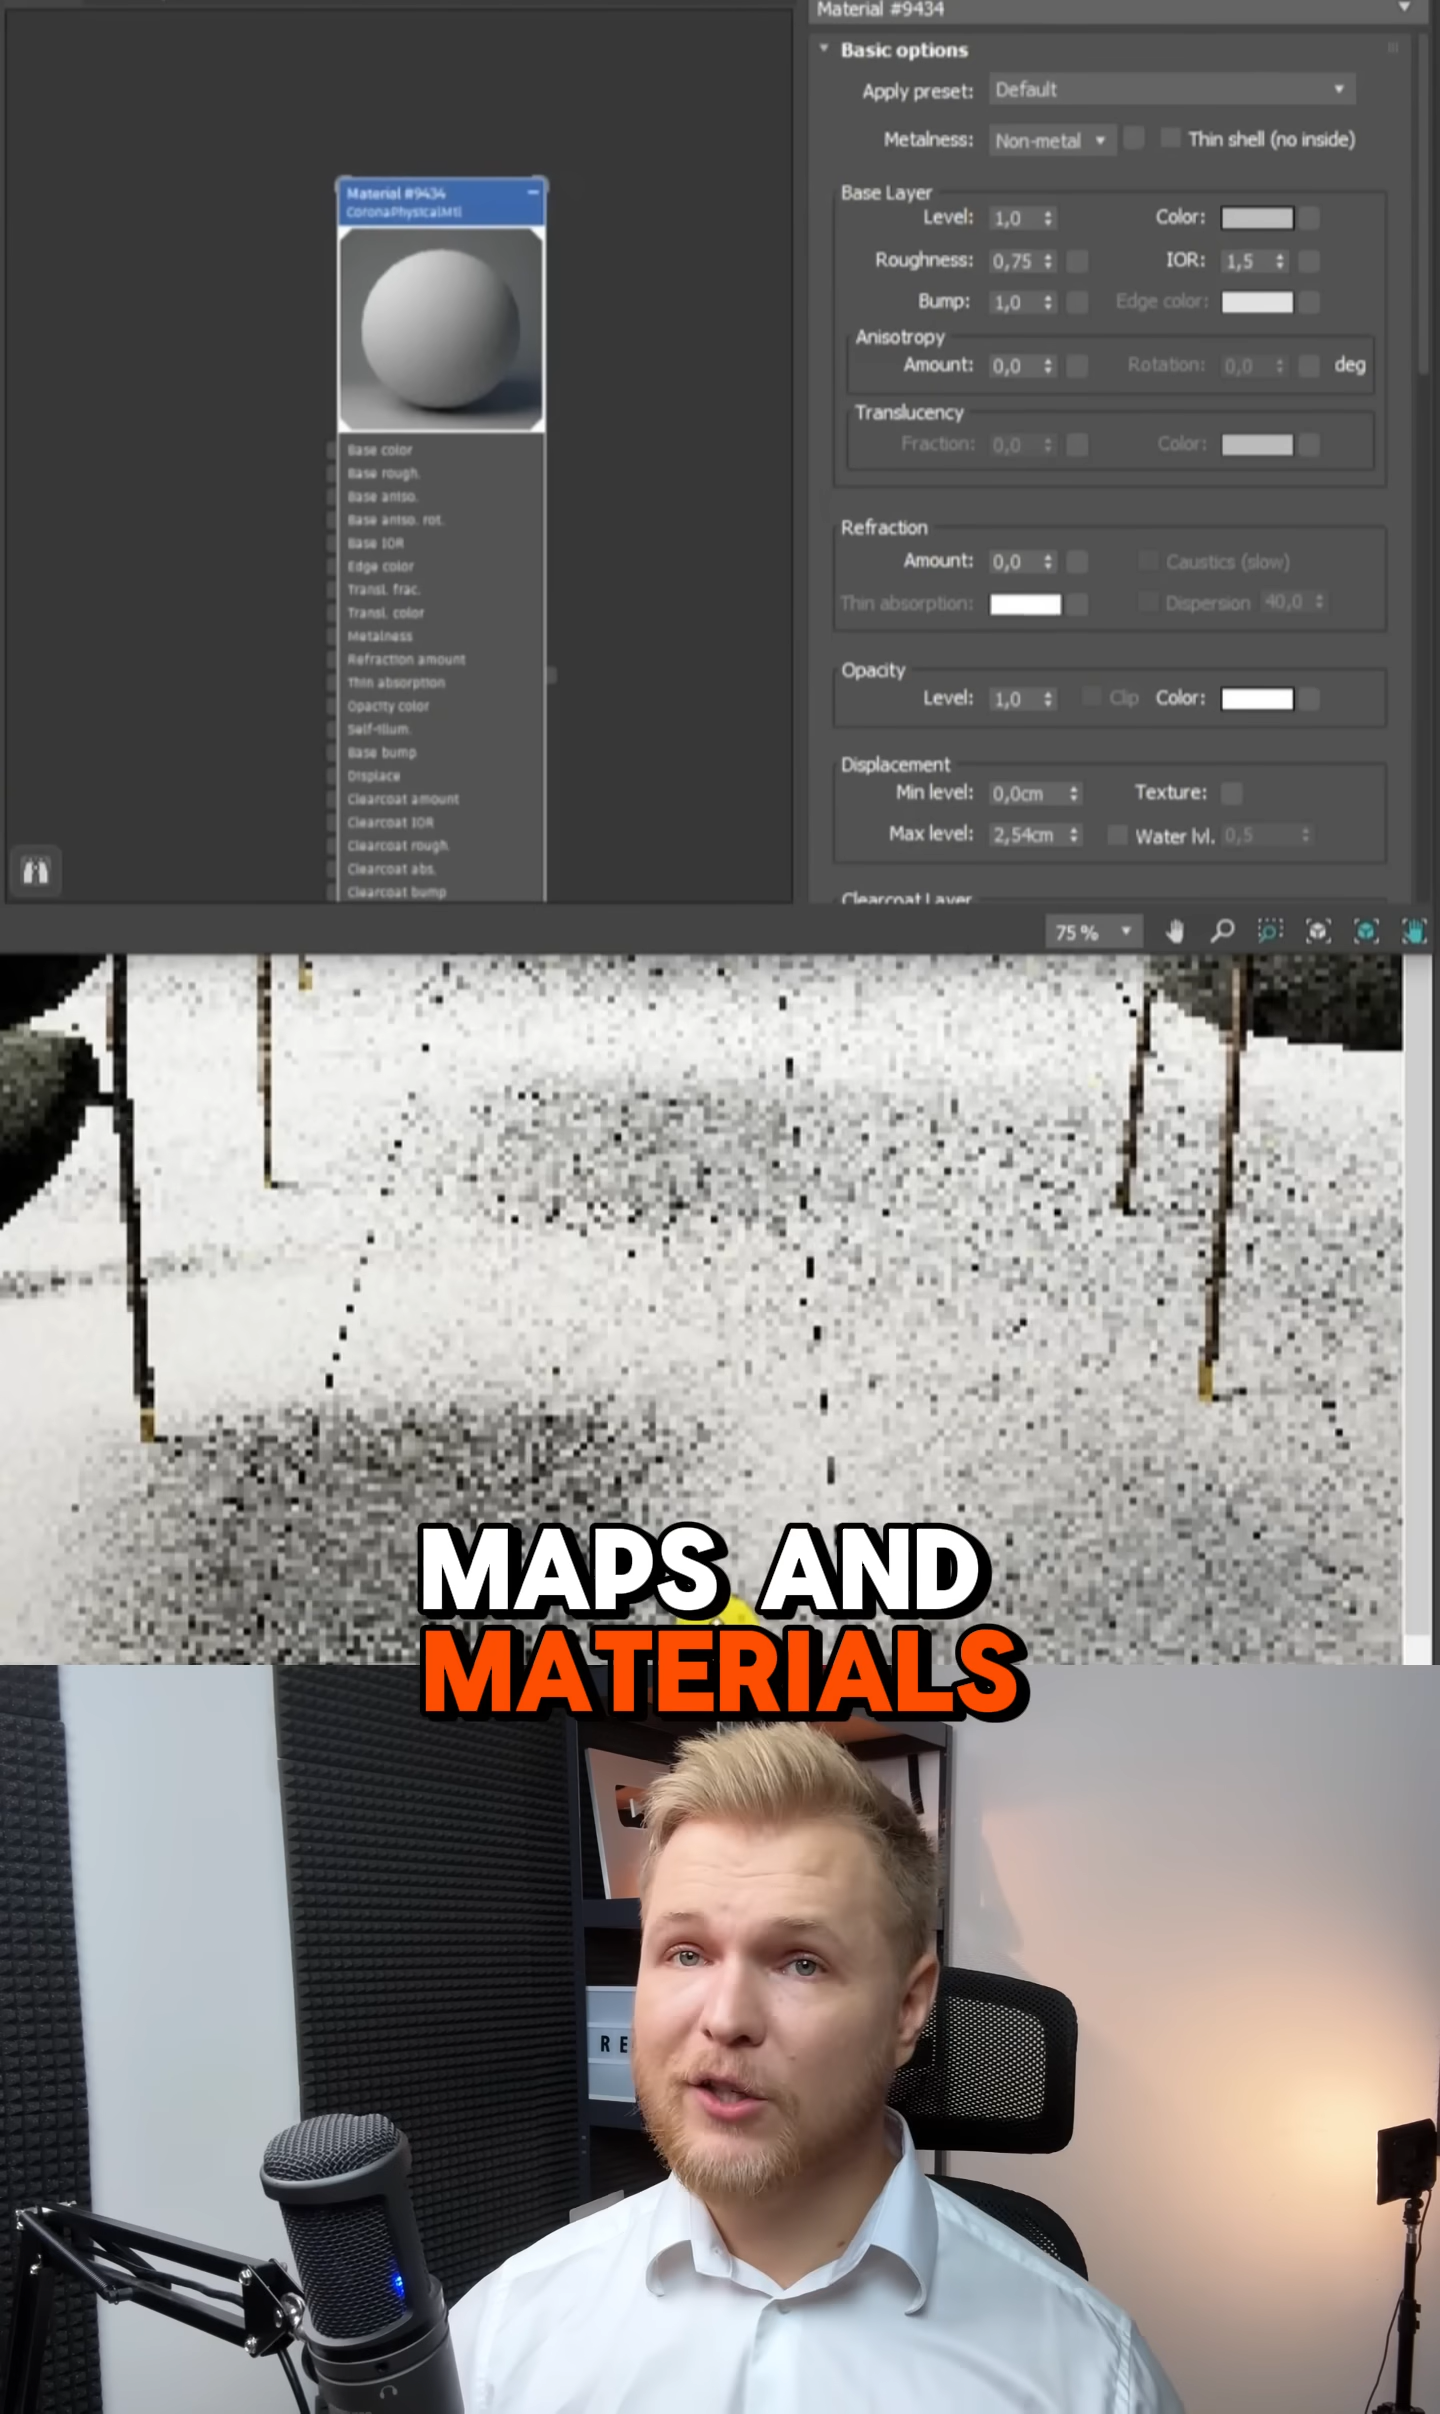 Material #9434
Basic options
Apply preset: Default
Metalness: Non-metal Thin shell (no inside)
Material #9434
CoronaPhysicalMtl
Base Layer
Level: 1,0 Color:
Roughness: 0,75 IOR: 1,5
Bump: 1,0 Edge color:
Anisotropy
Amount: 0,0 Rotation: 0,0 deg
Translucency
Fraction: 0,0 Color:
Refraction
Amount: 0,0 Caustics (slow)
Thin absorption: Dispersion 40,0
Opacity
Level: 1,0 Clip Color:
Displacement
Min level: 0,0cm Texture:
Max level: 2,54cm Water lvl. 0,5
Clearcoat Layer
Base color
Base rough.
Base aniso.
Base aniso. rot.
Base IOR
Edge color
Transl. frac.
Transl. color
Metalness
Refraction amount
Thin absorption
Opacity color
Self-Illum.
Base bump
Displace
Clearcoat amount
Clearcoat IOR
Clearcoat rough.
Clearcoat abs.
Clearcoat bump
75 %
MAPS AND
MATERIALS
RE